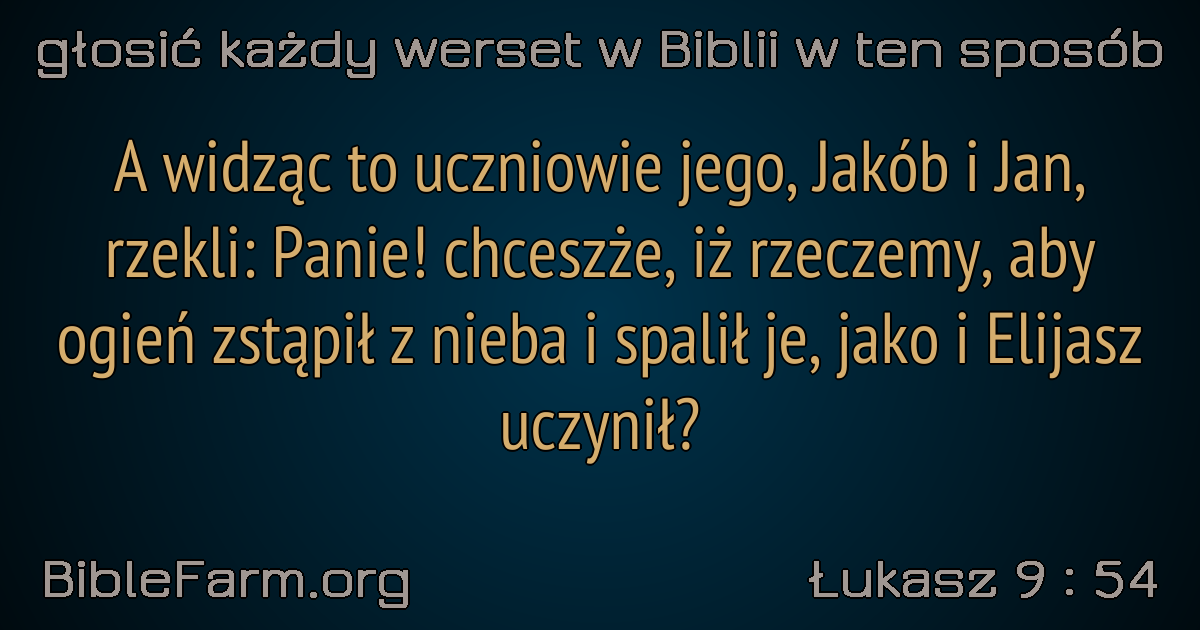 głosić każdy werset w Biblii w ten sposób
A widząc to uczniowie jego, Jakób i Jan,
rzekli: Panie! chceszże, iż rzeczemy, aby
ogień zstąpił z nieba i spalił je, jako i Elijasz
uczynił?
BibleFarm.org
Łukasz 9 : 54